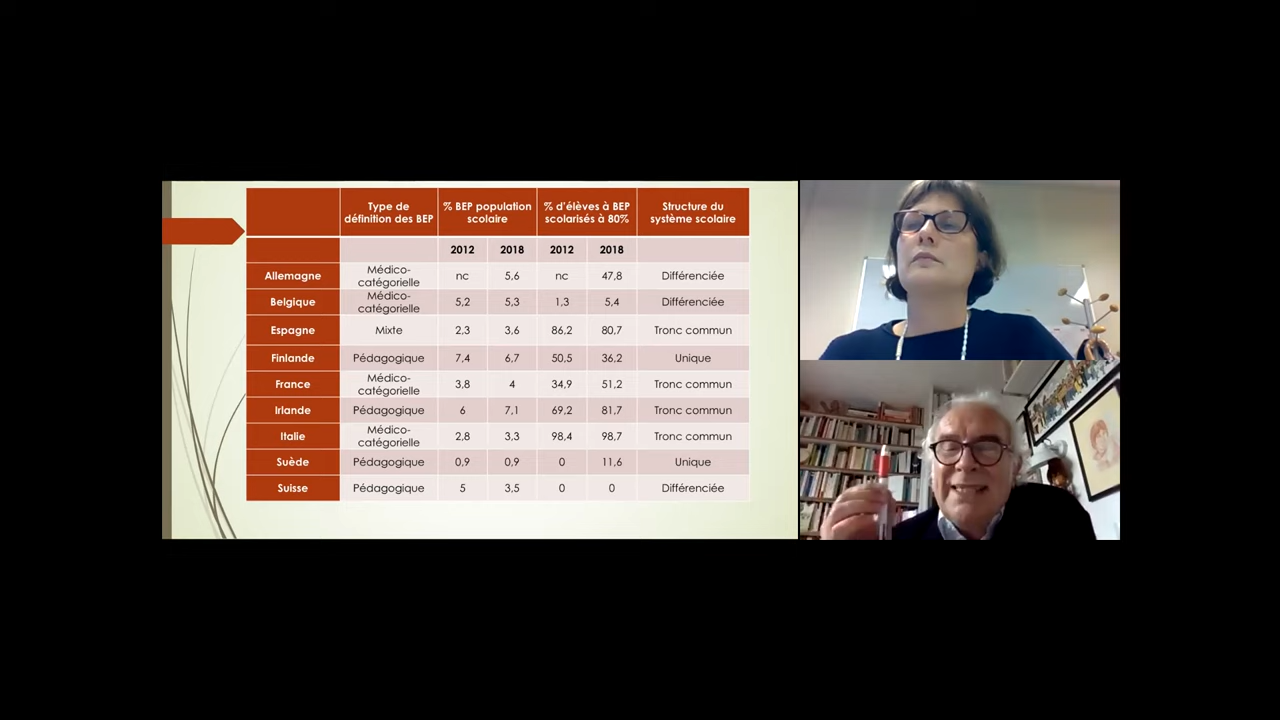 Type de définition des BEP | % BEP population scolaire | % d'élèves à BEP scolarisés à 80% | Structure du système scolaire
2012 | 2018 | 2012 | 2018
Allemagne | Médico-catégorielle | nc | 5,6 | nc | 47,8 | Différenciée
Belgique | Médico-catégorielle | 5,2 | 5,3 | 1,3 | 5,4 | Différenciée
Espagne | Mixte | 2,3 | 3,6 | 86,2 | 80,7 | Tronc commun
Finlande | Pédagogique | 7,4 | 6,7 | 50,5 | 36,2 | Unique
France | Médico-catégorielle | 3,8 | 4 | 34,9 | 51,2 | Tronc commun
Irlande | Pédagogique | 6 | 7,1 | 69,2 | 81,7 | Tronc commun
Italie | Médico-catégorielle | 2,8 | 3,3 | 98,4 | 98,7 | Tronc commun
Suède | Pédagogique | 0,9 | 0,9 | 0 | 11,6 | Unique
Suisse | Pédagogique | 5 | 3,5 | 0 | 0 | Différenciée